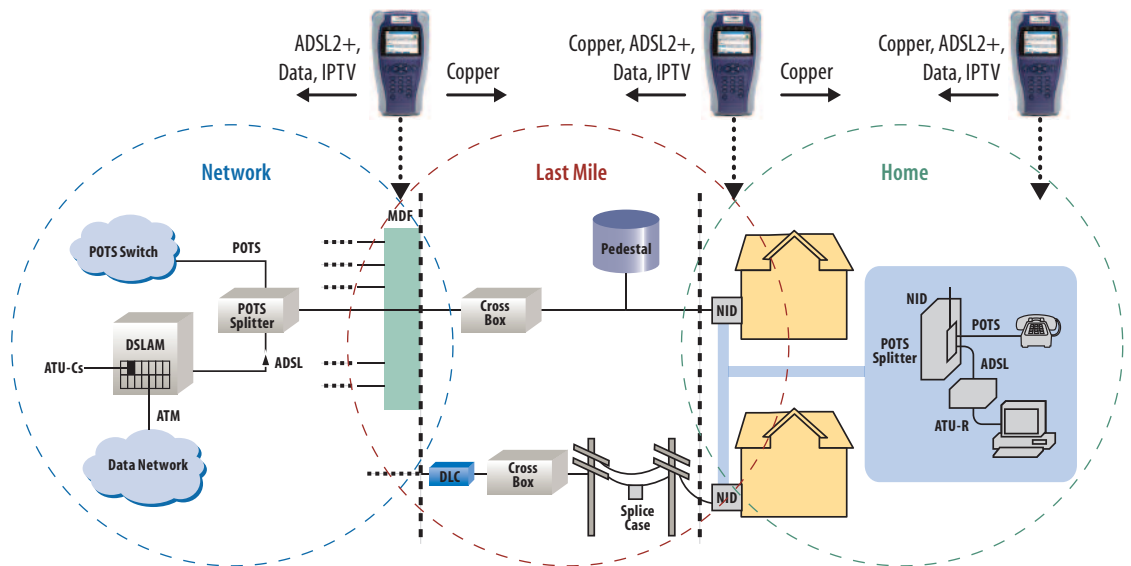 ADSL2+,
Data, IPTV
Copper
Copper, ADSL2+,
Data, IPTV
Copper
Copper, ADSL2+,
Data, IPTV
Network
Last Mile
Home
MDF
POTS Switch
POTS
POTS
Splitter
DSLAM
ATU-Cs
ADSL
ATM
Data Network
Cross
Box
Pedestal
NID
DLC
Cross
Box
Splice
Case
NID
NID
POTS
Splitter
POTS
ADSL
ATU-R